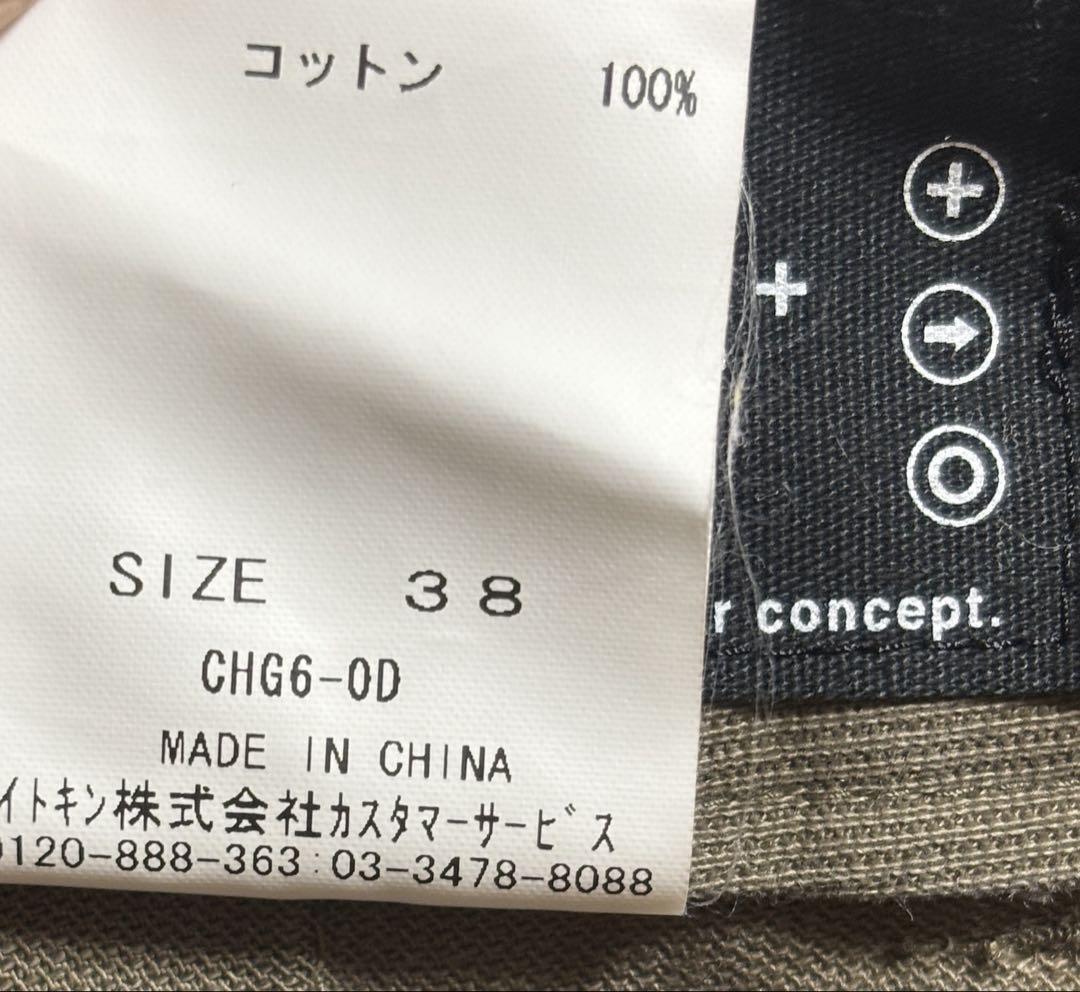 コットン 100%
+
r concept.
SIZE 38
CHG6-0D
MADE IN CHINA
イトキン株式会社カスタマーサービス
0120-888-363:03-3478-8088